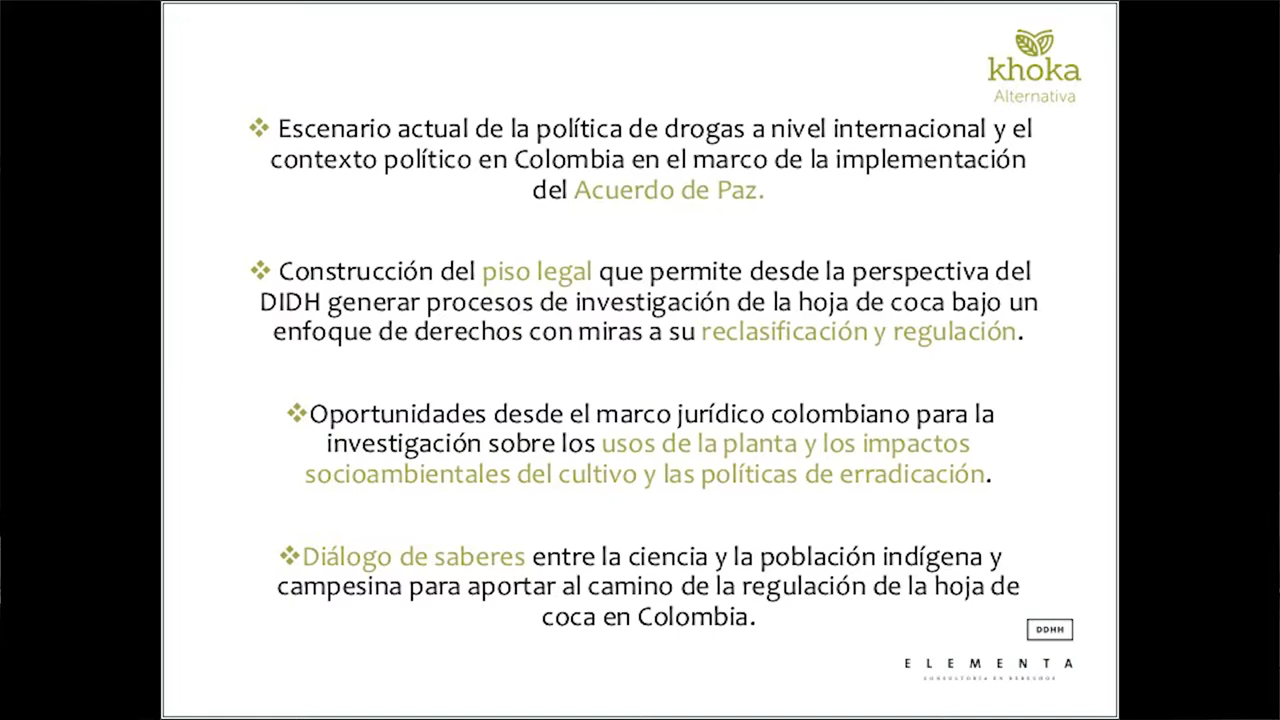 khoka
Alternativa
❖ Escenario actual de la política de drogas a nivel internacional y el
contexto político en Colombia en el marco de la implementación
del Acuerdo de Paz.
❖ Construcción del piso legal que permite desde la perspectiva del
DIDH generar procesos de investigación de la hoja de coca bajo un
enfoque de derechos con miras a su reclasificación y regulación.
❖Oportunidades desde el marco jurídico colombiano para la
investigación sobre los usos de la planta y los impactos
socioambientales del cultivo y las políticas de erradicación.
❖Diálogo de saberes entre la ciencia y la población indígena y
campesina para aportar al camino de la regulación de la hoja de
coca en Colombia.
DDHH
ELEMENTA
CONSULTORÍA EN DERECHOS